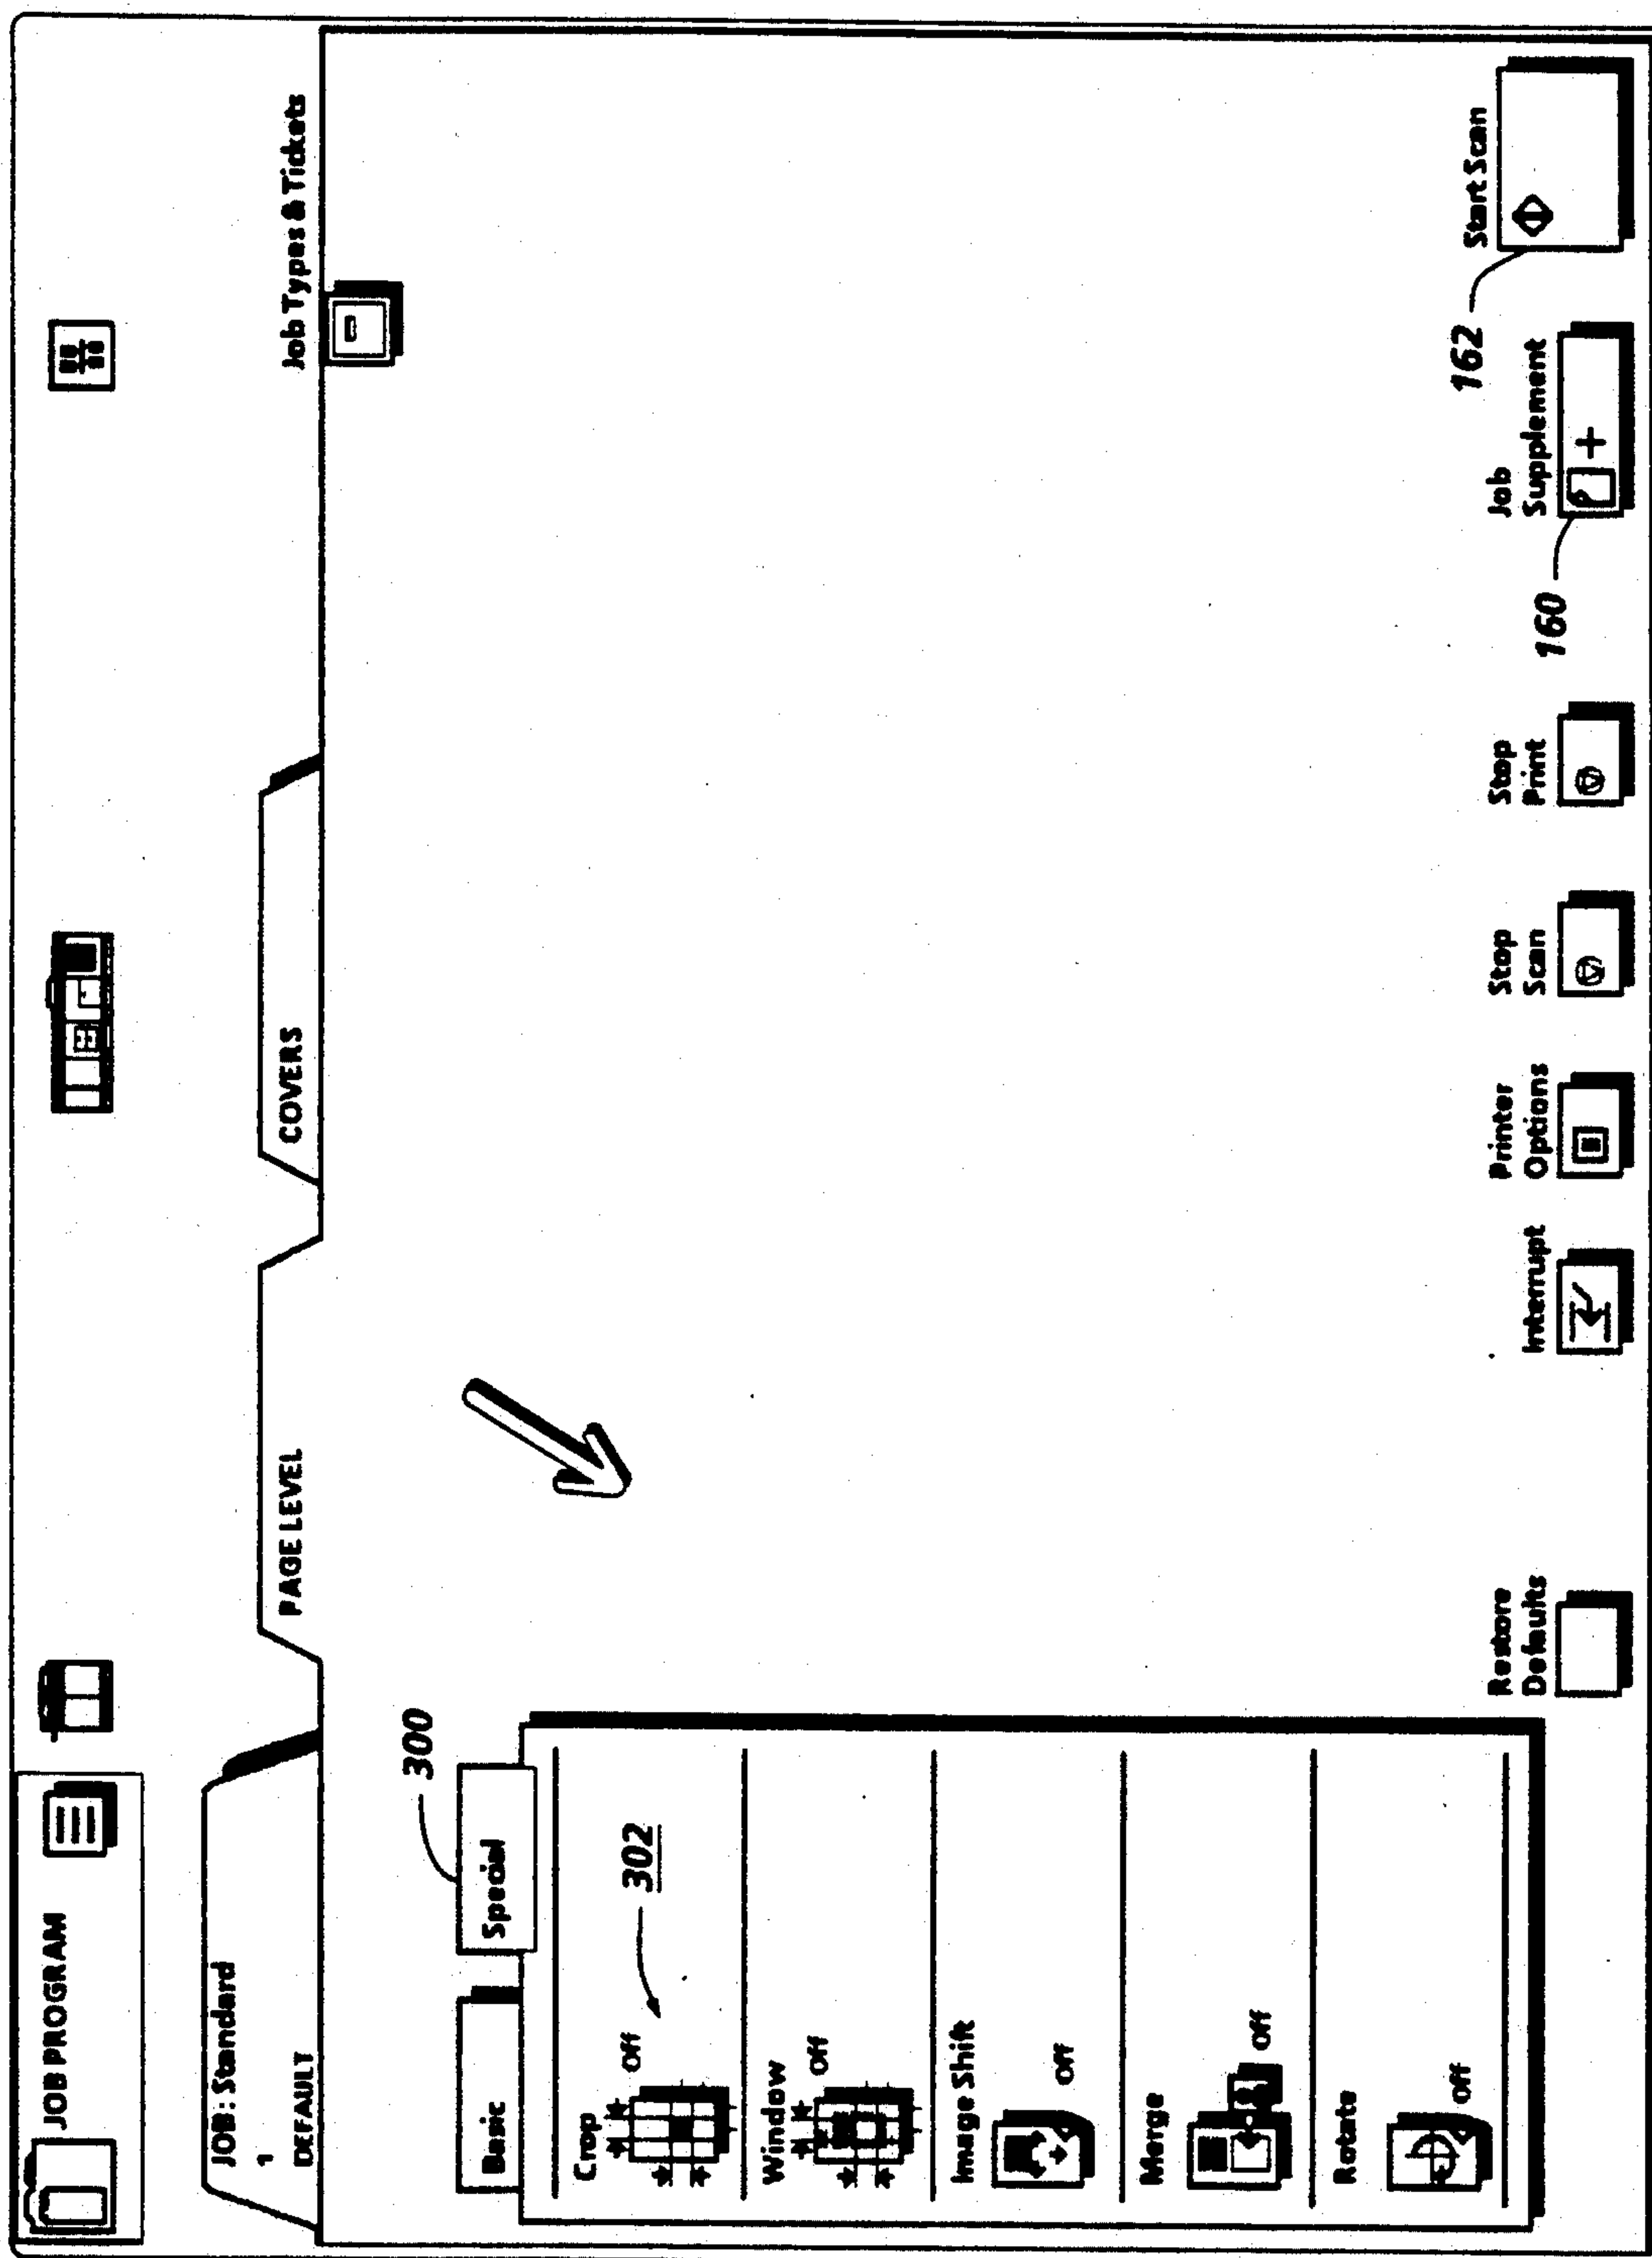 JOB PROGRAM
JOB: Standard
1
DEFAULT
PAGE LEVEL
COVERS
Job Types & Tickets
300
Basic
Special
Crop
off
302
Window
off
Image Shift
off
Merge
off
Rotate
off
Restore
Defaults
Interrupt
Printer
Options
Stop
Scan
Stop
Print
Job
Supplement
160
Start Scan
162